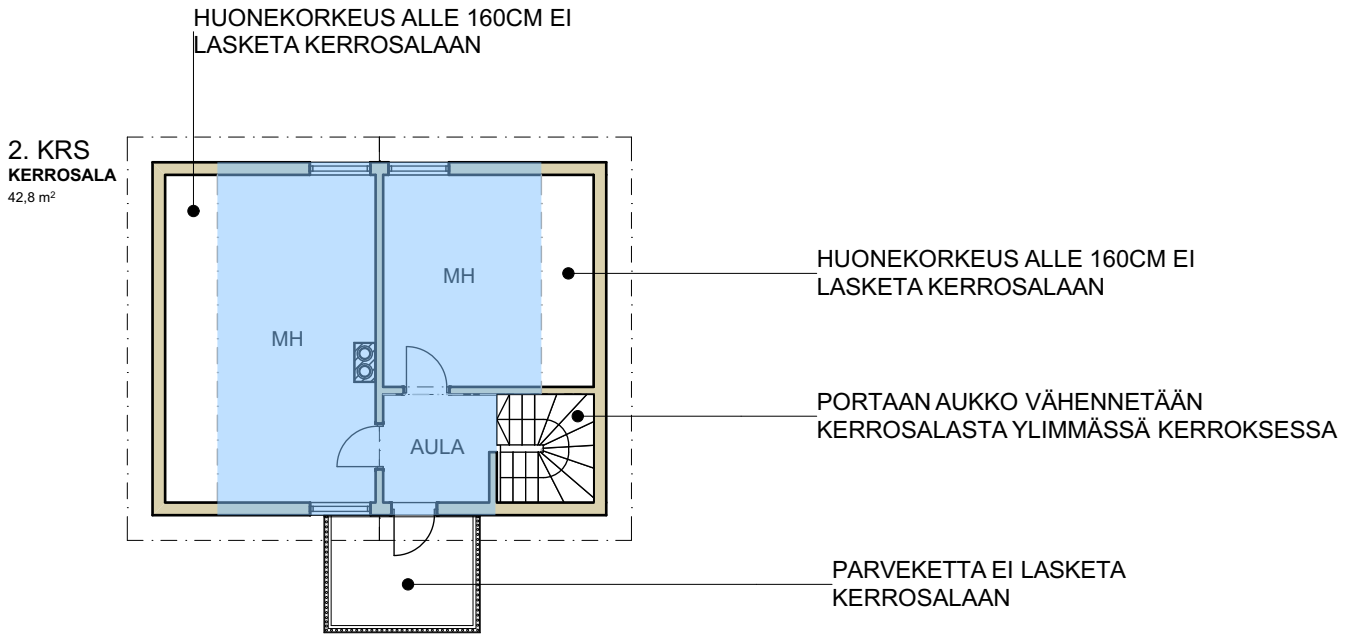 HUONEKORKEUS ALLE 160CM EI
LASKETA KERROSALAAN
2. KRS
KERROSALA
42,8 m²
HUONEKORKEUS ALLE 160CM EI
LASKETA KERROSALAAN
MH
MH
PORTAAN AUKKO VÄHENNETÄÄN
KERROSALASTA YLIMMÄSSÄ KERROKSESSA
AULA
PARVEKETTA EI LASKETA
KERROSALAAN